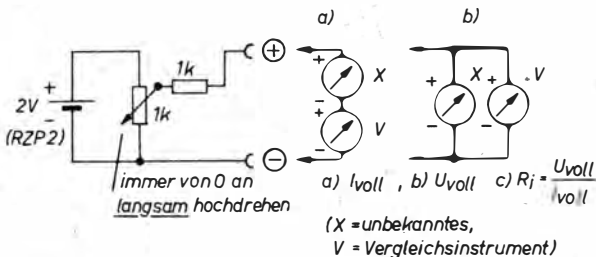 a)
b)
+
1k
+
+
X
+
X
+
V
2V
1k
−
+
V
−
−
(RZP2)
−
−
−
immer von 0 an
langsam hochdrehen
a) Ivoll , b) Uvoll c) Ri = Uvoll / Ivoll
(X = unbekanntes,
V = Vergleichsinstrument)